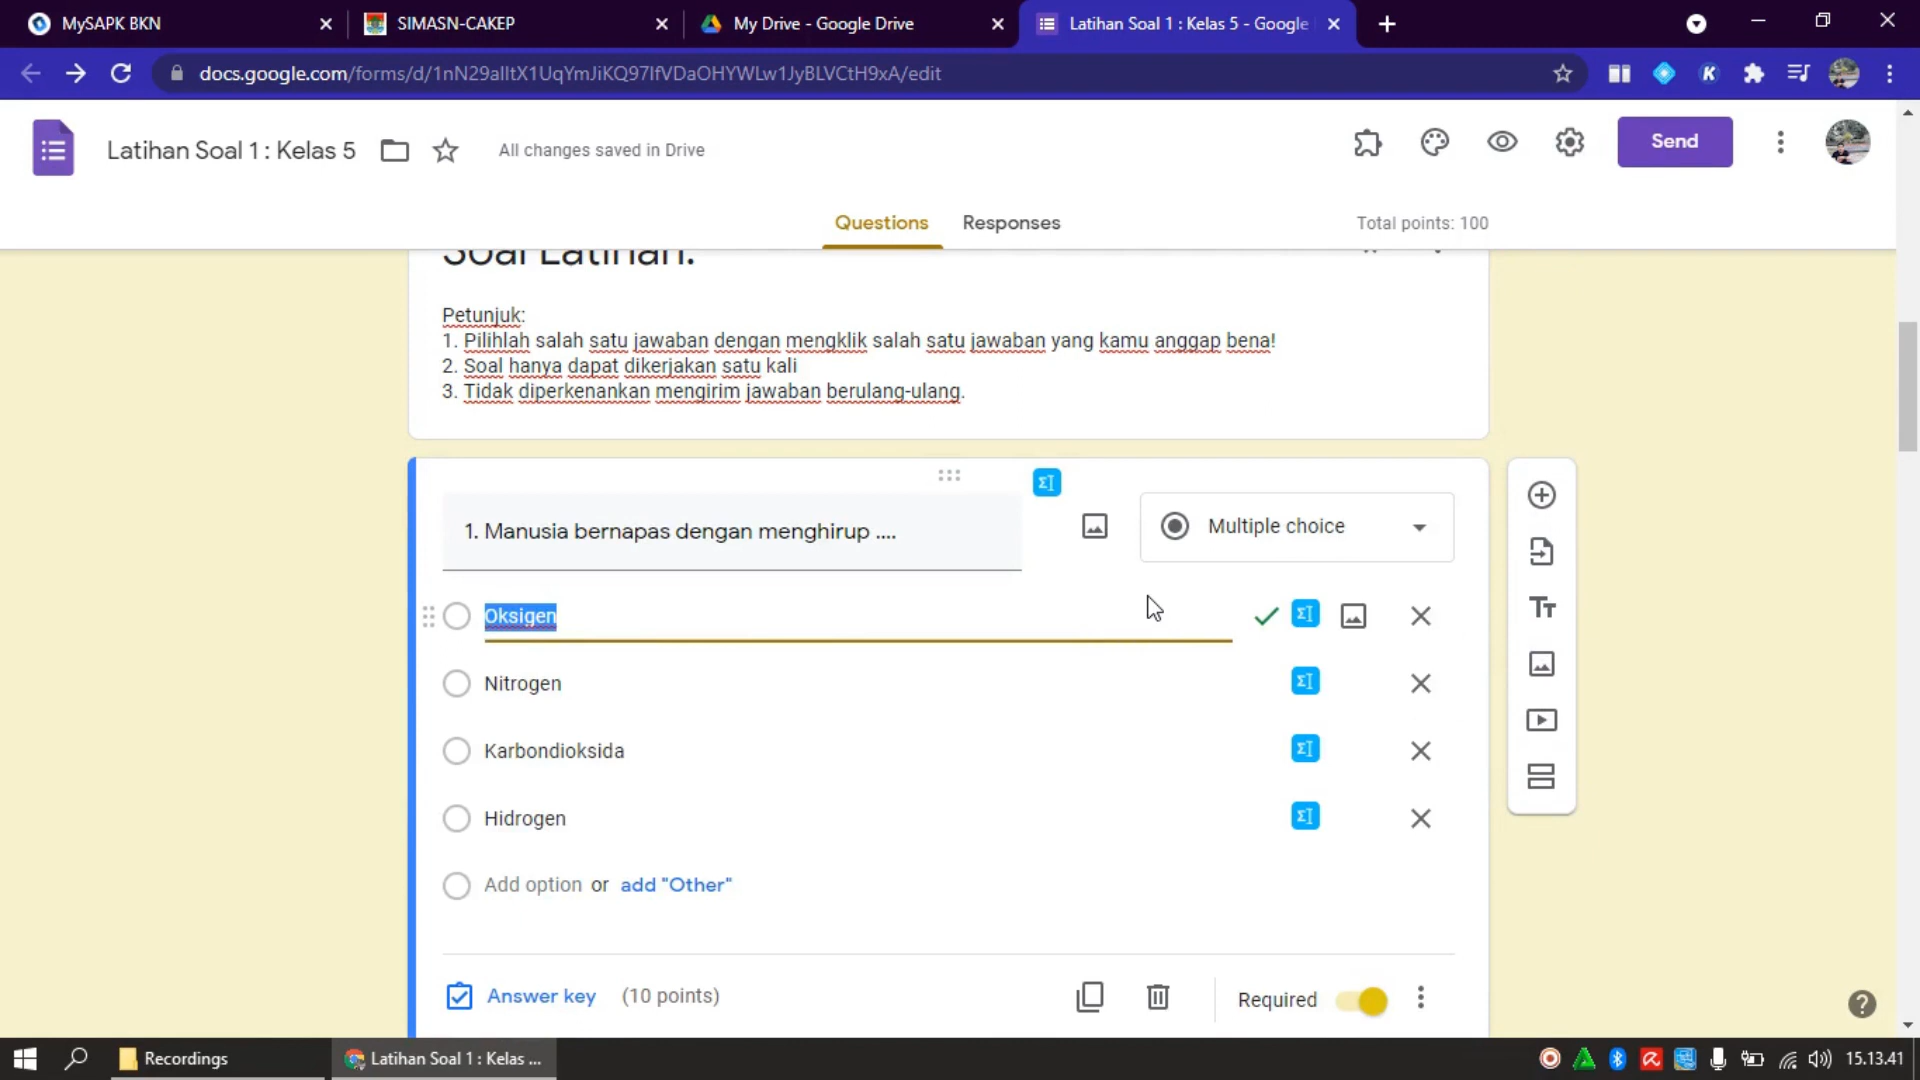 MySAPK BKN
SIMASN-CAKEP
My Drive - Google Drive
Latihan Soal 1 : Kelas 5 - Google
docs.google.com/forms/d/1nN29alltX1UqYmJiKQ97IfVDaOHYWLw1JyBLVCtH9xA/edit
Latihan Soal 1 : Kelas 5
All changes saved in Drive
Send
Questions
Responses
Total points: 100
Soal Latihan.
Petunjuk:
1. Pilihlah salah satu jawaban dengan mengklik salah satu jawaban yang kamu anggap bena!
2. Soal hanya dapat dikerjakan satu kali
3. Tidak diperkenankan mengirim jawaban berulang-ulang.
1. Manusia bernapas dengan menghirup ....
Multiple choice
Oksigen
Nitrogen
Karbondioksida
Hidrogen
Add option or add "Other"
Answer key (10 points)
Required
Recordings
Latihan Soal 1 : Kelas ...
15.13.41